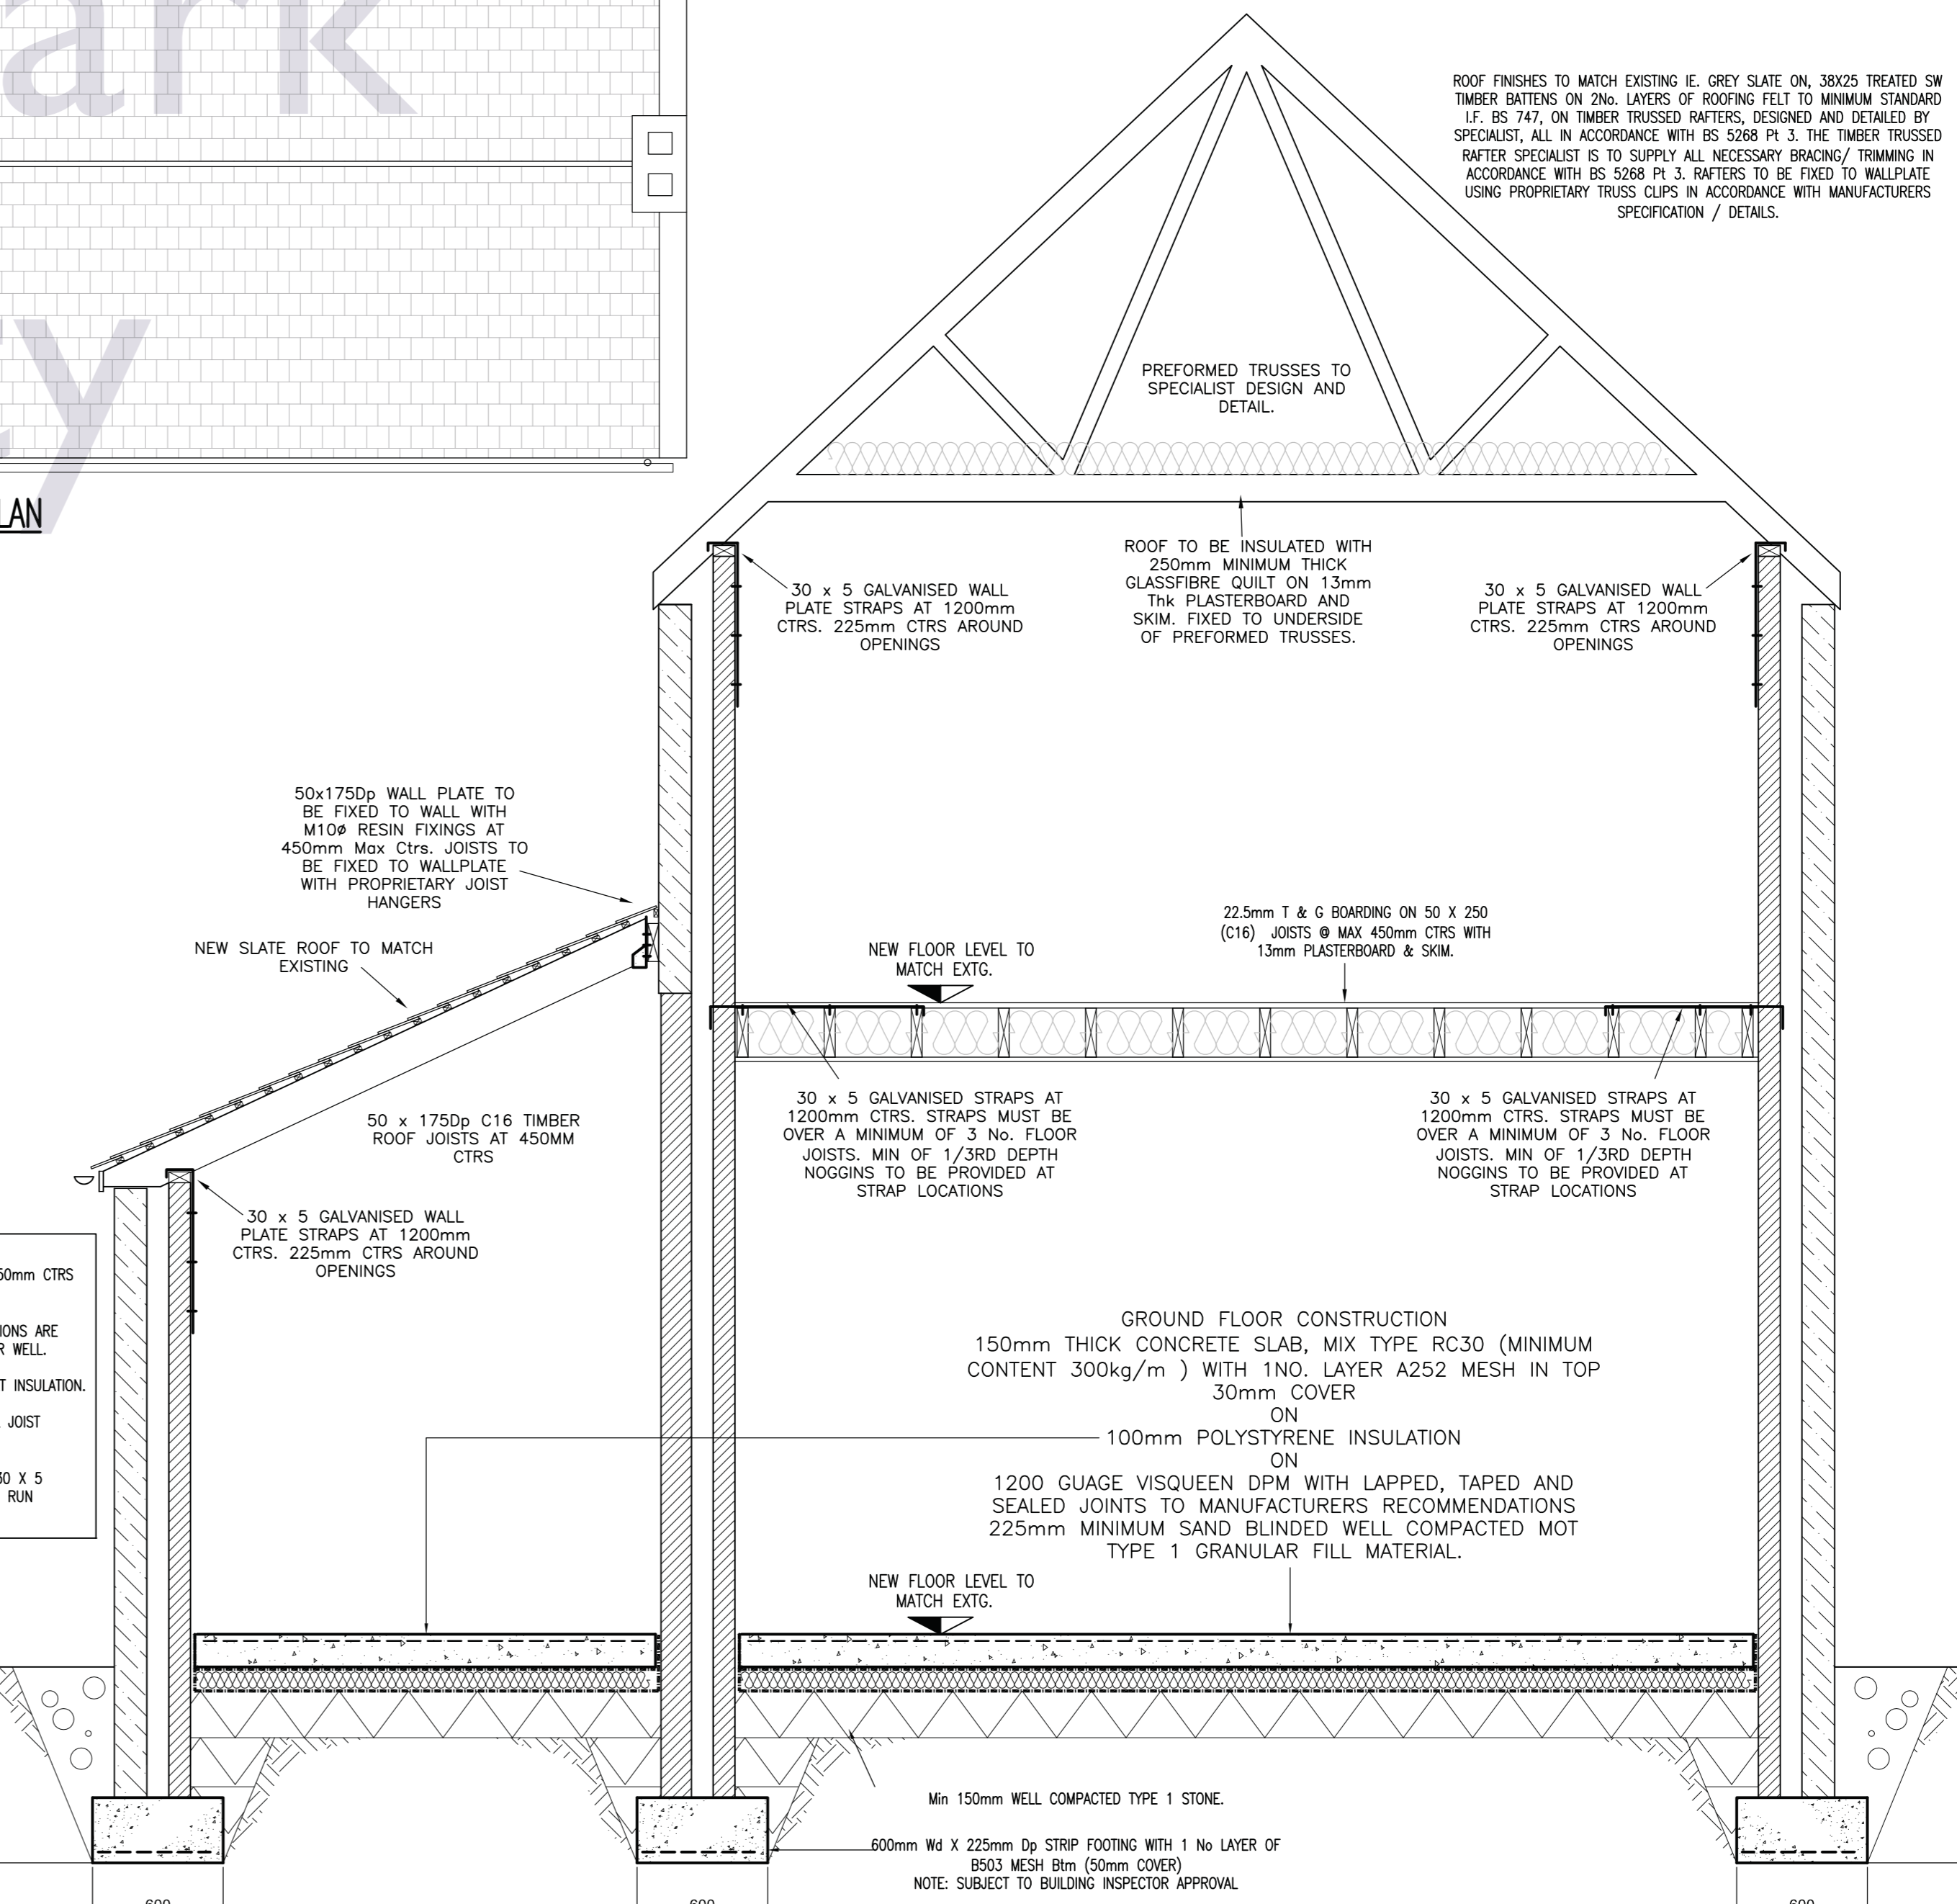 ark
y
LAN
ROOF FINISHES TO MATCH EXISTING IE. GREY SLATE ON, 38X25 TREATED SW
TIMBER BATTENS ON 2No. LAYERS OF ROOFING FELT TO MINIMUM STANDARD
I.F. BS 747, ON TIMBER TRUSSED RAFTERS, DESIGNED AND DETAILED BY
SPECIALIST, ALL IN ACCORDANCE WITH BS 5268 Pt 3. THE TIMBER TRUSSED
RAFTER SPECIALIST IS TO SUPPLY ALL NECESSARY BRACING/ TRIMMING IN
ACCORDANCE WITH BS 5268 Pt 3. RAFTERS TO BE FIXED TO WALLPLATE
USING PROPRIETARY TRUSS CLIPS IN ACCORDANCE WITH MANUFACTURERS
SPECIFICATION / DETAILS.
PREFORMED TRUSSES TO
SPECIALIST DESIGN AND
DETAIL.
30 x 5 GALVANISED WALL
PLATE STRAPS AT 1200mm
CTRS. 225mm CTRS AROUND
OPENINGS
ROOF TO BE INSULATED WITH
250mm MINIMUM THICK
GLASSFIBRE QUILT ON 13mm
Thk PLASTERBOARD AND
SKIM. FIXED TO UNDERSIDE
OF PREFORMED TRUSSES.
30 x 5 GALVANISED WALL
PLATE STRAPS AT 1200mm
CTRS. 225mm CTRS AROUND
OPENINGS
50x175Dp WALL PLATE TO
BE FIXED TO WALL WITH
M10ø RESIN FIXINGS AT
450mm Max Ctrs. JOISTS TO
BE FIXED TO WALLPLATE
WITH PROPRIETARY JOIST
HANGERS
NEW SLATE ROOF TO MATCH
EXISTING
NEW FLOOR LEVEL TO
MATCH EXTG.
22.5mm T & G BOARDING ON 50 X 250
(C16) JOISTS @ MAX 450mm CTRS WITH
13mm PLASTERBOARD & SKIM.
50 x 175Dp C16 TIMBER
ROOF JOISTS AT 450MM
CTRS
30 x 5 GALVANISED STRAPS AT
1200mm CTRS. STRAPS MUST BE
OVER A MINIMUM OF 3 No. FLOOR
JOISTS. MIN OF 1/3RD DEPTH
NOGGINS TO BE PROVIDED AT
STRAP LOCATIONS
30 x 5 GALVANISED STRAPS AT
1200mm CTRS. STRAPS MUST BE
OVER A MINIMUM OF 3 No. FLOOR
JOISTS. MIN OF 1/3RD DEPTH
NOGGINS TO BE PROVIDED AT
STRAP LOCATIONS
30 x 5 GALVANISED WALL
PLATE STRAPS AT 1200mm
CTRS. 225mm CTRS AROUND
OPENINGS
50mm CTRS
IONS ARE
R WELL.
T INSULATION.
JOIST
30 X 5
RUN
GROUND FLOOR CONSTRUCTION
150mm THICK CONCRETE SLAB, MIX TYPE RC30 (MINIMUM
CONTENT 300kg/m ) WITH 1NO. LAYER A252 MESH IN TOP
30mm COVER
ON
100mm POLYSTYRENE INSULATION
ON
1200 GUAGE VISQUEEN DPM WITH LAPPED, TAPED AND
SEALED JOINTS TO MANUFACTURERS RECOMMENDATIONS
225mm MINIMUM SAND BLINDED WELL COMPACTED MOT
TYPE 1 GRANULAR FILL MATERIAL.
NEW FLOOR LEVEL TO
MATCH EXTG.
Min 150mm WELL COMPACTED TYPE 1 STONE.
600mm Wd X 225mm Dp STRIP FOOTING WITH 1 No LAYER OF
B503 MESH Btm (50mm COVER)
NOTE: SUBJECT TO BUILDING INSPECTOR APPROVAL
600
600
600